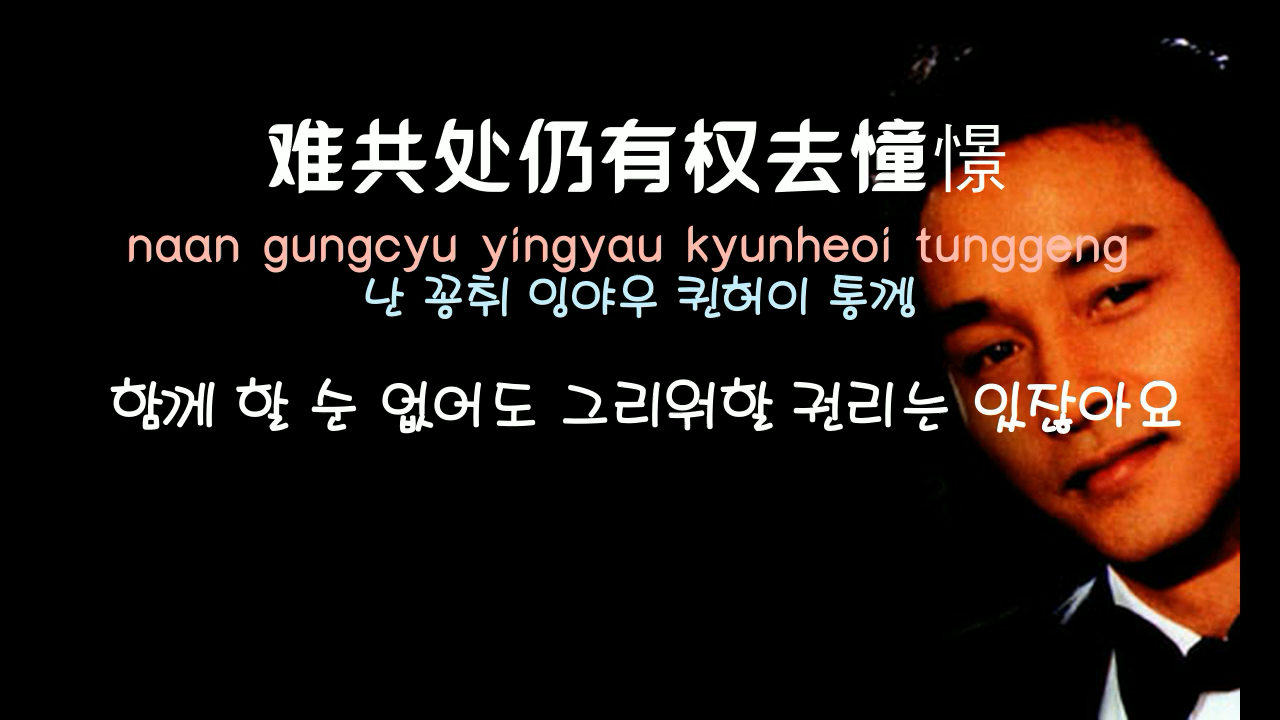 难共处仍有权去憧憬
naan gungcyu yingyau kyunheoi tunggeng
난 꽁취 잉야우 퀸허이 통껭
함께 할 순 없어도 그리워할 권리는 있잖아요